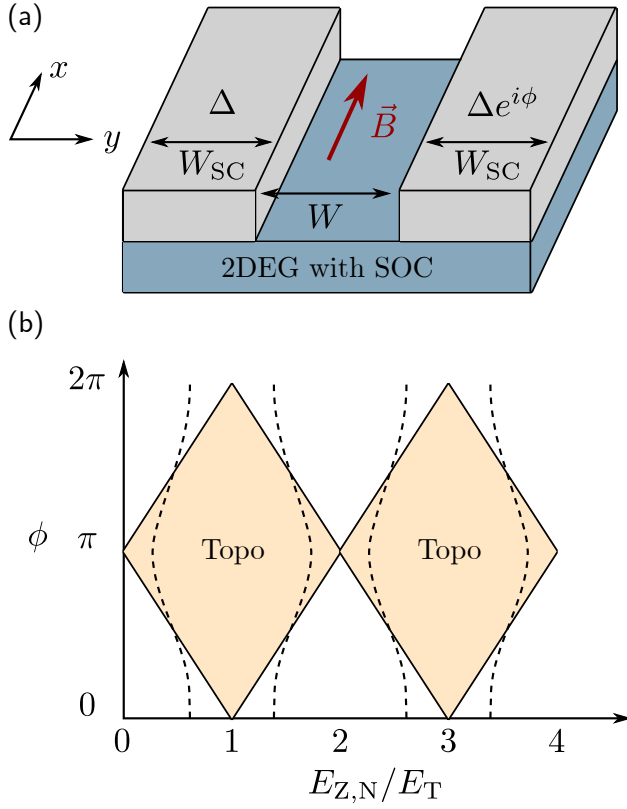 (a)
x
y
Δ
W_SC
B⃗
Δe^{iϕ}
W_SC
W
2DEG with SOC
(b)
2π
ϕ
π
Topo
Topo
0
0
1
2
3
4
E_{Z,N}/E_T